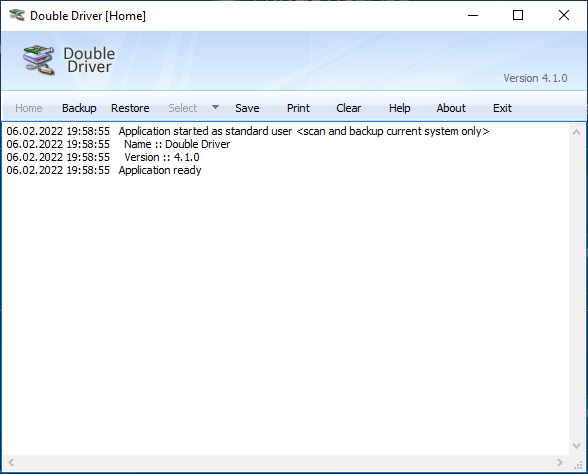 Double Driver [Home]
Double
Driver
Version 4.1.0
Home Backup Restore Select Save Print Clear Help About Exit
06.02.2022 19:58:55 Application started as standard user <scan and backup current system only>
06.02.2022 19:58:55 Name :: Double Driver
06.02.2022 19:58:55 Version :: 4.1.0
06.02.2022 19:58:55 Application ready